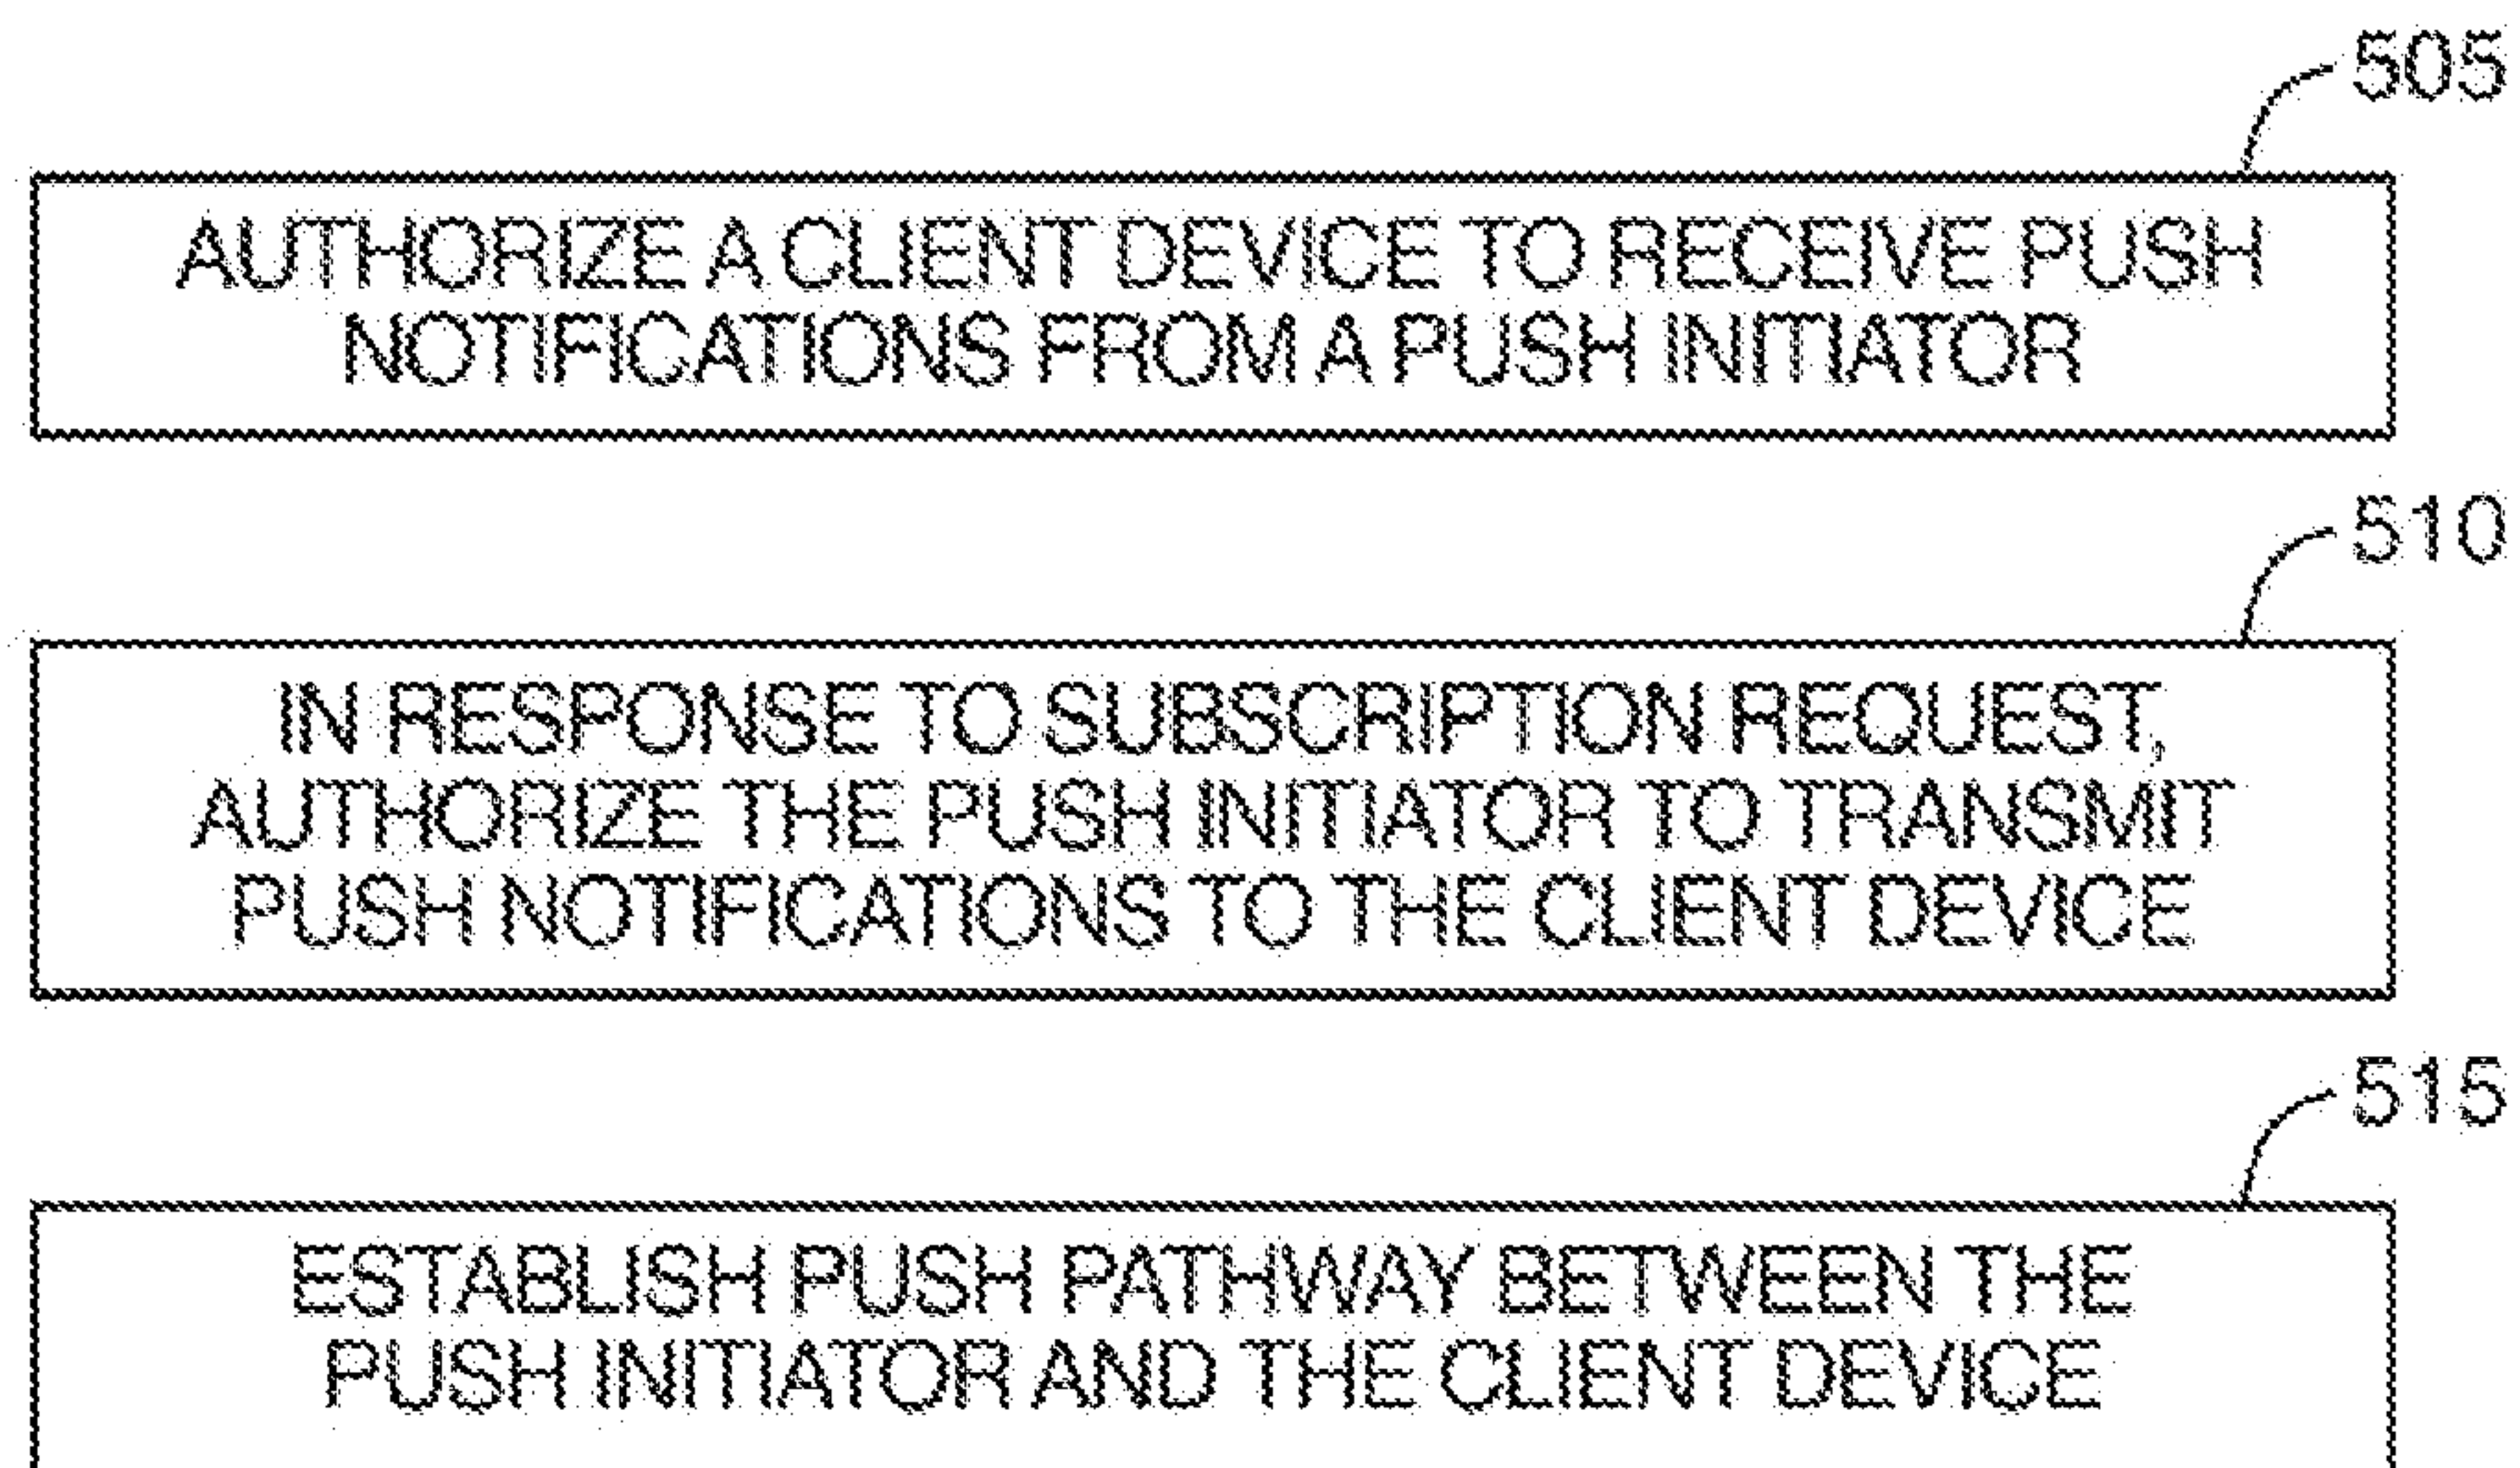 505
AUTHORIZE A CLIENT DEVICE TO RECEIVE PUSH
NOTIFICATIONS FROM A PUSH INITIATOR
510
IN RESPONSE TO SUBSCRIPTION REQUEST,
AUTHORIZE THE PUSH INITIATOR TO TRANSMIT
PUSH NOTIFICATIONS TO THE CLIENT DEVICE
515
ESTABLISH PUSH PATHWAY BETWEEN THE
PUSH INITIATOR AND THE CLIENT DEVICE